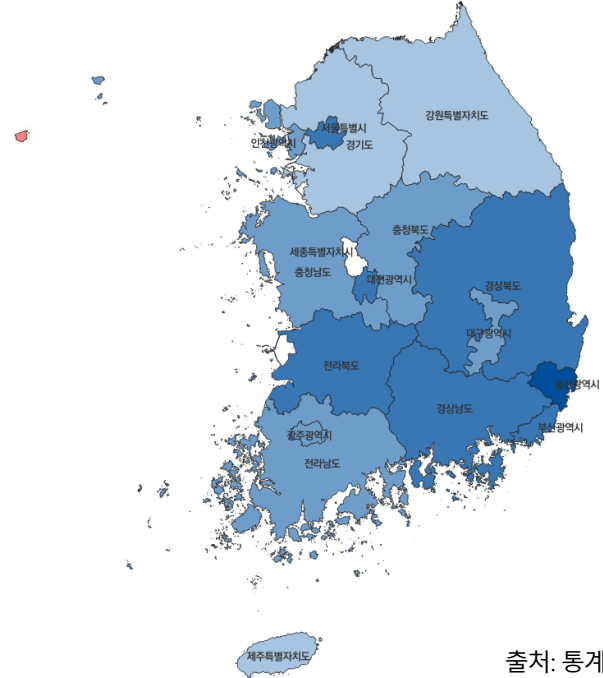 강원특별자치도
서울특별시
인천광역시
경기도
충청북도
세종특별자치시
충청남도
대전광역시
경상북도
대구광역시
전라북도
울산광역시
경상남도
부산광역시
광주광역시
전라남도
제주특별자치도
출처: 통계